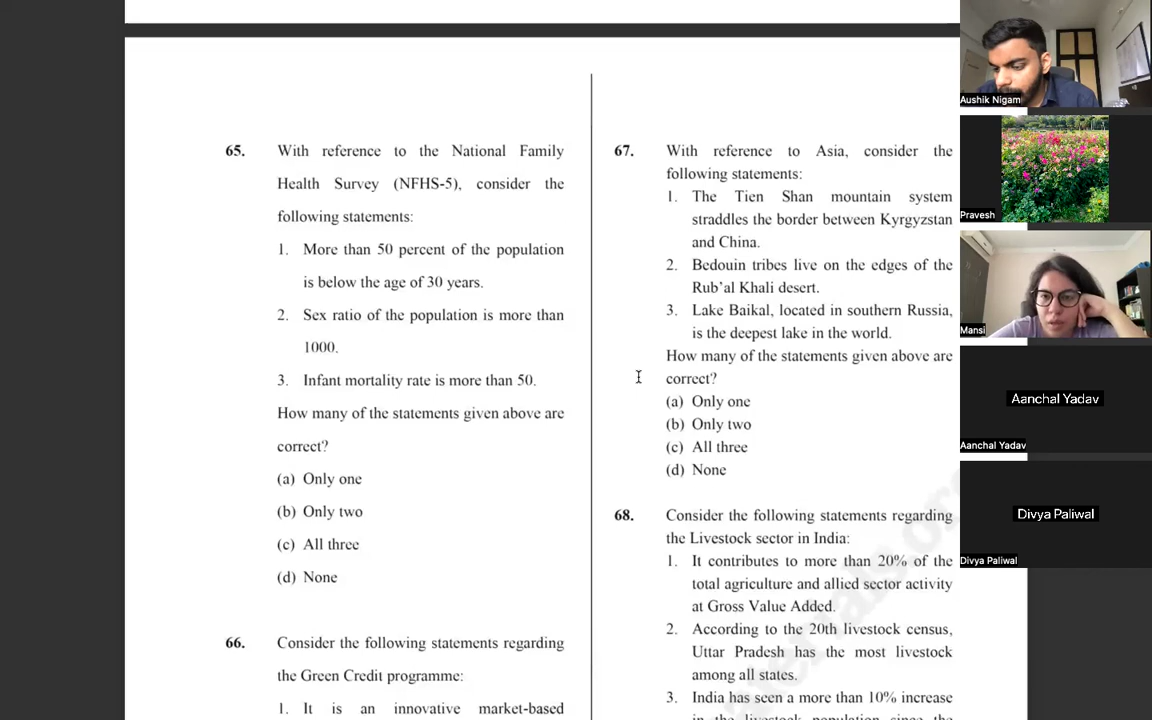 65. With reference to the National Family
Health Survey (NFHS-5), consider the
following statements:
1. More than 50 percent of the population
is below the age of 30 years.
2. Sex ratio of the population is more than
1000.
3. Infant mortality rate is more than 50.
How many of the statements given above are
correct?
(a) Only one
(b) Only two
(c) All three
(d) None
66. Consider the following statements regarding
the Green Credit programme:
1. It is an innovative market-based
67. With reference to Asia, consider the
following statements:
1. The Tien Shan mountain system
straddles the border between Kyrgyzstan
and China.
2. Bedouin tribes live on the edges of the
Rub'al Khali desert.
3. Lake Baikal, located in southern Russia,
is the deepest lake in the world.
How many of the statements given above are
correct?
(a) Only one
(b) Only two
(c) All three
(d) None
68. Consider the following statements regarding
the Livestock sector in India:
1. It contributes to more than 20% of the
total agriculture and allied sector activity
at Gross Value Added.
2. According to the 20th livestock census,
Uttar Pradesh has the most livestock
among all states.
3. India has seen a more than 10% increase
in the livestock population since the
Aushik Nigam
Pravesh
Mansi
Aanchal Yadav
Aanchal Yadav
Divya Paliwal
Divya Paliwal